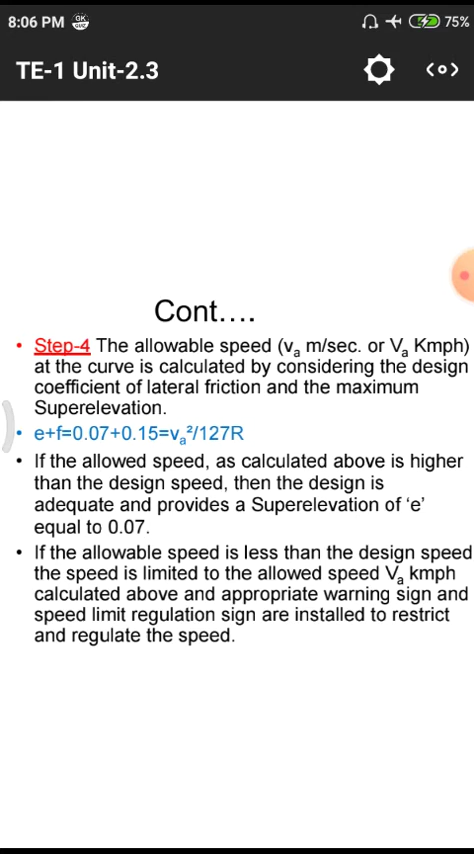 8:06 PM GK 75%
TE-1 Unit-2.3
Cont....
• Step-4 The allowable speed (vₐ m/sec. or Vₐ Kmph)
at the curve is calculated by considering the design
coefficient of lateral friction and the maximum
Superelevation.
• e+f=0.07+0.15=vₐ²/127R
• If the allowed speed, as calculated above is higher
than the design speed, then the design is
adequate and provides a Superelevation of ‘e’
equal to 0.07.
• If the allowable speed is less than the design speed
the speed is limited to the allowed speed Vₐ kmph
calculated above and appropriate warning sign and
speed limit regulation sign are installed to restrict
and regulate the speed.